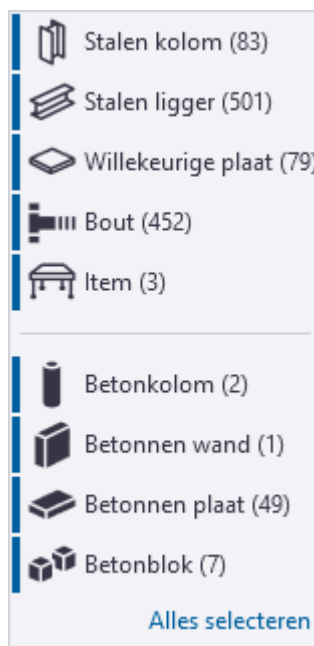 Stalen kolom (83)
Stalen ligger (501)
Willekeurige plaat (79)
Bout (452)
Item (3)
Betonkolom (2)
Betonnen wand (1)
Betonnen plaat (49)
Betonblok (7)
Alles selecteren